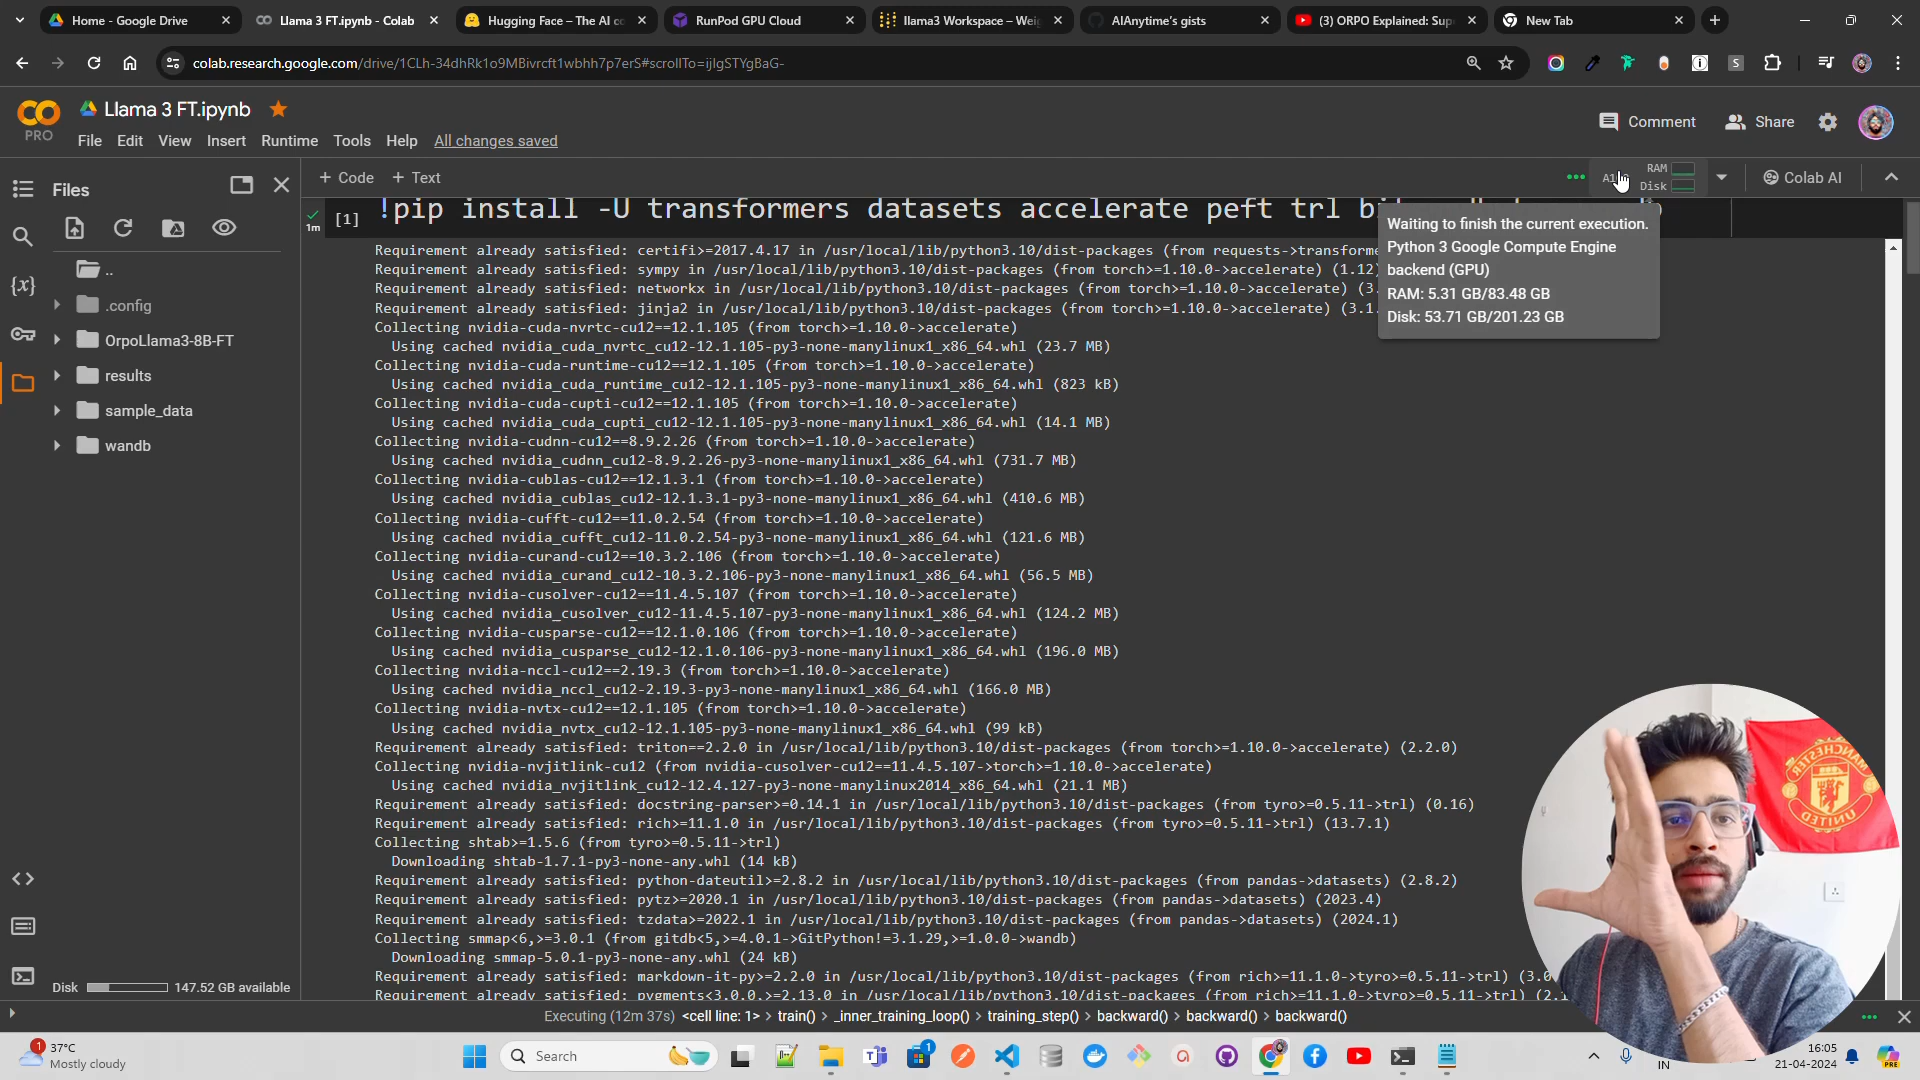 Home - Google Drive
Llama 3 FT.ipynb - Colab
Hugging Face – The AI co
RunPod GPU Cloud
llama3 Workspace – Weig
AIAnytime's gists
(3) ORPO Explained: Sup
New Tab
colab.research.google.com/drive/1CLh-34dhRk1o9MBivrcft1wbhh7p7erS#scrollTo=ijIgSTYgBaG-
Llama 3 FT.ipynb
PRO
File Edit View Insert Runtime Tools Help All changes saved
Comment Share
Files
+ Code + Text
RAM
Disk
Colab AI
[1] !pip install -U transformers datasets accelerate peft trl
1m
Waiting to finish the current execution.
Python 3 Google Compute Engine
backend (GPU)
RAM: 5.31 GB/83.48 GB
Disk: 53.71 GB/201.23 GB
..
.config
OrpoLlama3-8B-FT
results
sample_data
wandb
Requirement already satisfied: certifi>=2017.4.17 in /usr/local/lib/python3.10/dist-packages (from requests->transforme
Requirement already satisfied: sympy in /usr/local/lib/python3.10/dist-packages (from torch>=1.10.0->accelerate) (1.12)
Requirement already satisfied: networkx in /usr/local/lib/python3.10/dist-packages (from torch>=1.10.0->accelerate) (3.
Requirement already satisfied: jinja2 in /usr/local/lib/python3.10/dist-packages (from torch>=1.10.0->accelerate) (3.1.
Collecting nvidia-cuda-nvrtc-cu12==12.1.105 (from torch>=1.10.0->accelerate)
Using cached nvidia_cuda_nvrtc_cu12-12.1.105-py3-none-manylinux1_x86_64.whl (23.7 MB)
Collecting nvidia-cuda-runtime-cu12==12.1.105 (from torch>=1.10.0->accelerate)
Using cached nvidia_cuda_runtime_cu12-12.1.105-py3-none-manylinux1_x86_64.whl (823 kB)
Collecting nvidia-cuda-cupti-cu12==12.1.105 (from torch>=1.10.0->accelerate)
Using cached nvidia_cuda_cupti_cu12-12.1.105-py3-none-manylinux1_x86_64.whl (14.1 MB)
Collecting nvidia-cudnn-cu12==8.9.2.26 (from torch>=1.10.0->accelerate)
Using cached nvidia_cudnn_cu12-8.9.2.26-py3-none-manylinux1_x86_64.whl (731.7 MB)
Collecting nvidia-cublas-cu12==12.1.3.1 (from torch>=1.10.0->accelerate)
Using cached nvidia_cublas_cu12-12.1.3.1-py3-none-manylinux1_x86_64.whl (410.6 MB)
Collecting nvidia-cufft-cu12==11.0.2.54 (from torch>=1.10.0->accelerate)
Using cached nvidia_cufft_cu12-11.0.2.54-py3-none-manylinux1_x86_64.whl (121.6 MB)
Collecting nvidia-curand-cu12==10.3.2.106 (from torch>=1.10.0->accelerate)
Using cached nvidia_curand_cu12-10.3.2.106-py3-none-manylinux1_x86_64.whl (56.5 MB)
Collecting nvidia-cusolver-cu12==11.4.5.107 (from torch>=1.10.0->accelerate)
Using cached nvidia_cusolver_cu12-11.4.5.107-py3-none-manylinux1_x86_64.whl (124.2 MB)
Collecting nvidia-cusparse-cu12==12.1.0.106 (from torch>=1.10.0->accelerate)
Using cached nvidia_cusparse_cu12-12.1.0.106-py3-none-manylinux1_x86_64.whl (196.0 MB)
Collecting nvidia-nccl-cu12==2.19.3 (from torch>=1.10.0->accelerate)
Using cached nvidia_nccl_cu12-2.19.3-py3-none-manylinux1_x86_64.whl (166.0 MB)
Collecting nvidia-nvtx-cu12==12.1.105 (from torch>=1.10.0->accelerate)
Using cached nvidia_nvtx_cu12-12.1.105-py3-none-manylinux1_x86_64.whl (99 kB)
Requirement already satisfied: triton==2.2.0 in /usr/local/lib/python3.10/dist-packages (from torch>=1.10.0->accelerate) (2.2.0)
Collecting nvidia-nvjitlink-cu12 (from nvidia-cusolver-cu12==11.4.5.107->torch>=1.10.0->accelerate)
Using cached nvidia_nvjitlink_cu12-12.4.127-py3-none-manylinux2014_x86_64.whl (21.1 MB)
Requirement already satisfied: docstring-parser>=0.14.1 in /usr/local/lib/python3.10/dist-packages (from tyro>=0.5.11->trl) (0.16)
Requirement already satisfied: rich>=11.1.0 in /usr/local/lib/python3.10/dist-packages (from tyro>=0.5.11->trl) (13.7.1)
Collecting shtab>=1.5.6 (from tyro>=0.5.11->trl)
Downloading shtab-1.7.1-py3-none-any.whl (14 kB)
Requirement already satisfied: python-dateutil>=2.8.2 in /usr/local/lib/python3.10/dist-packages (from pandas->datasets) (2.8.2)
Requirement already satisfied: pytz>=2020.1 in /usr/local/lib/python3.10/dist-packages (from pandas->datasets) (2023.4)
Requirement already satisfied: tzdata>=2022.1 in /usr/local/lib/python3.10/dist-packages (from pandas->datasets) (2024.1)
Collecting smmap<6,>=3.0.1 (from gitdb<5,>=4.0.1->GitPython!=3.1.29,>=1.0.0->wandb)
Downloading smmap-5.0.1-py3-none-any.whl (24 kB)
Requirement already satisfied: markdown-it-py>=2.2.0 in /usr/local/lib/python3.10/dist-packages (from rich>=11.1.0->tyro>=0.5.11->trl) (3.0
Requirement already satisfied: pygments<3.0.0,>=2.13.0 in /usr/local/lib/python3.10/dist-packages (from rich>=11.1.0->tyro>=0.5.11->trl) (2.1
MANCHESTER
UNITED
Disk 147.52 GB available
Executing (12m 37s) <cell line: 1> > train() > _inner_training_loop() > training_step() > backward() > backward() > backward()
1
37°C
Mostly cloudy
Search
1
IN
16:05
21-04-2024
PRE